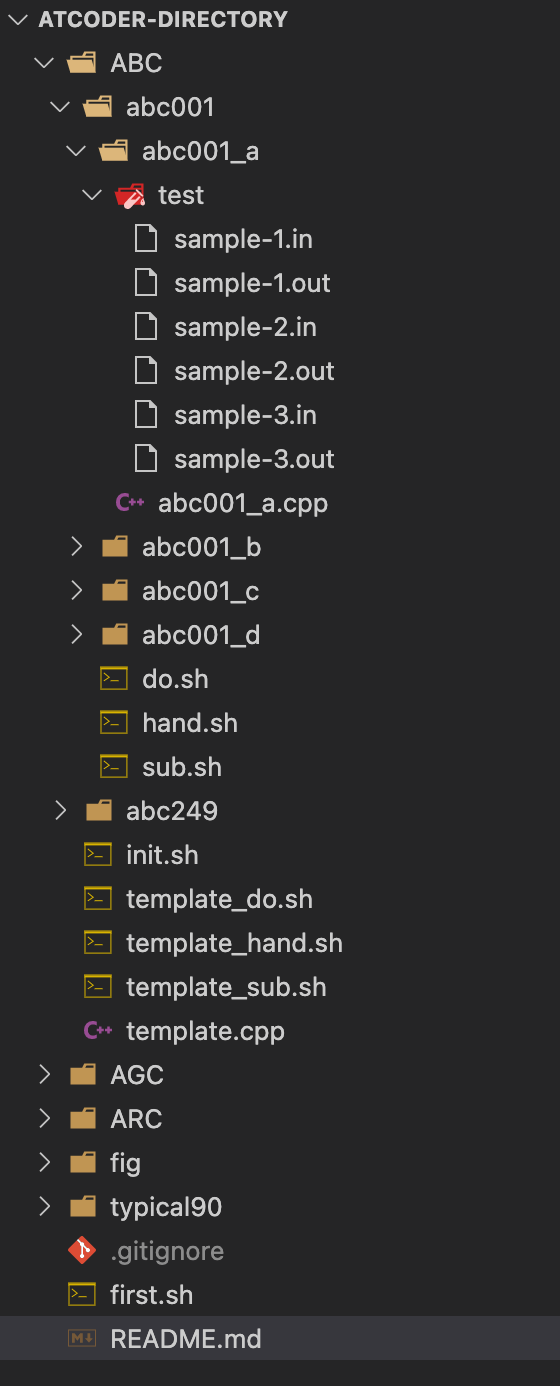 ATCODER-DIRECTORY
ABC
abc001
abc001_a
test
sample-1.in
sample-1.out
sample-2.in
sample-2.out
sample-3.in
sample-3.out
C++ abc001_a.cpp
abc001_b
abc001_c
abc001_d
do.sh
hand.sh
sub.sh
abc249
init.sh
template_do.sh
template_hand.sh
template_sub.sh
C++ template.cpp
AGC
ARC
fig
typical90
.gitignore
first.sh
M↓ README.md